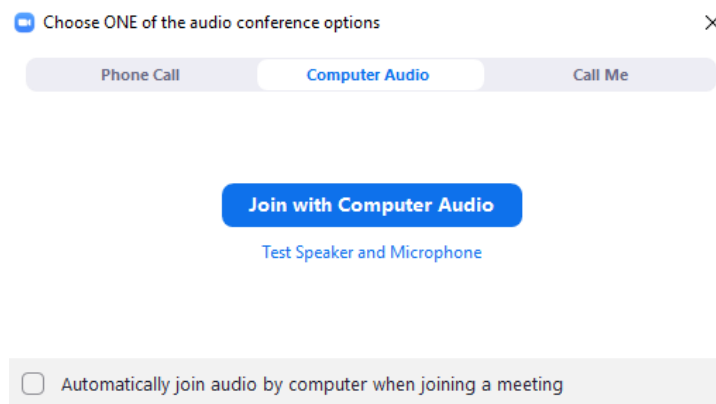 Choose ONE of the audio conference options
Phone Call Computer Audio Call Me
Join with Computer Audio
Test Speaker and Microphone
Automatically join audio by computer when joining a meeting